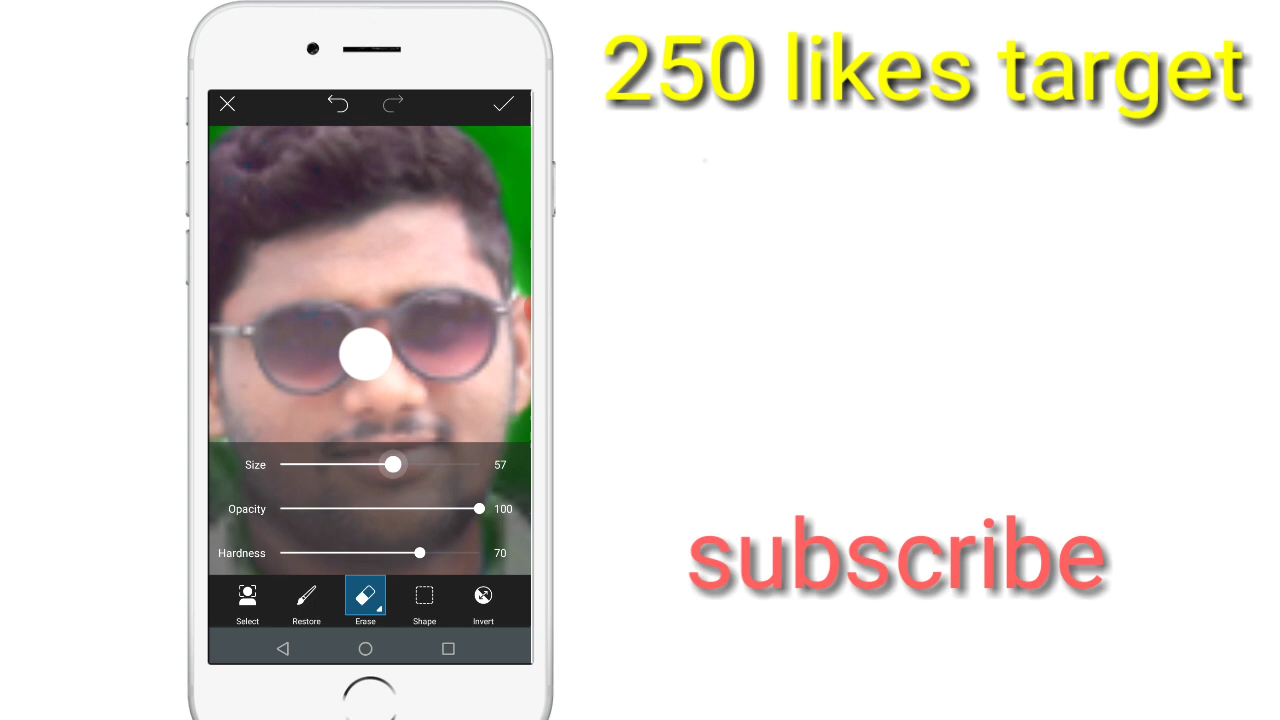 250 likes target
Size 57
Opacity 100
Hardness 70
Select Restore Erase Shape Invert
subscribe